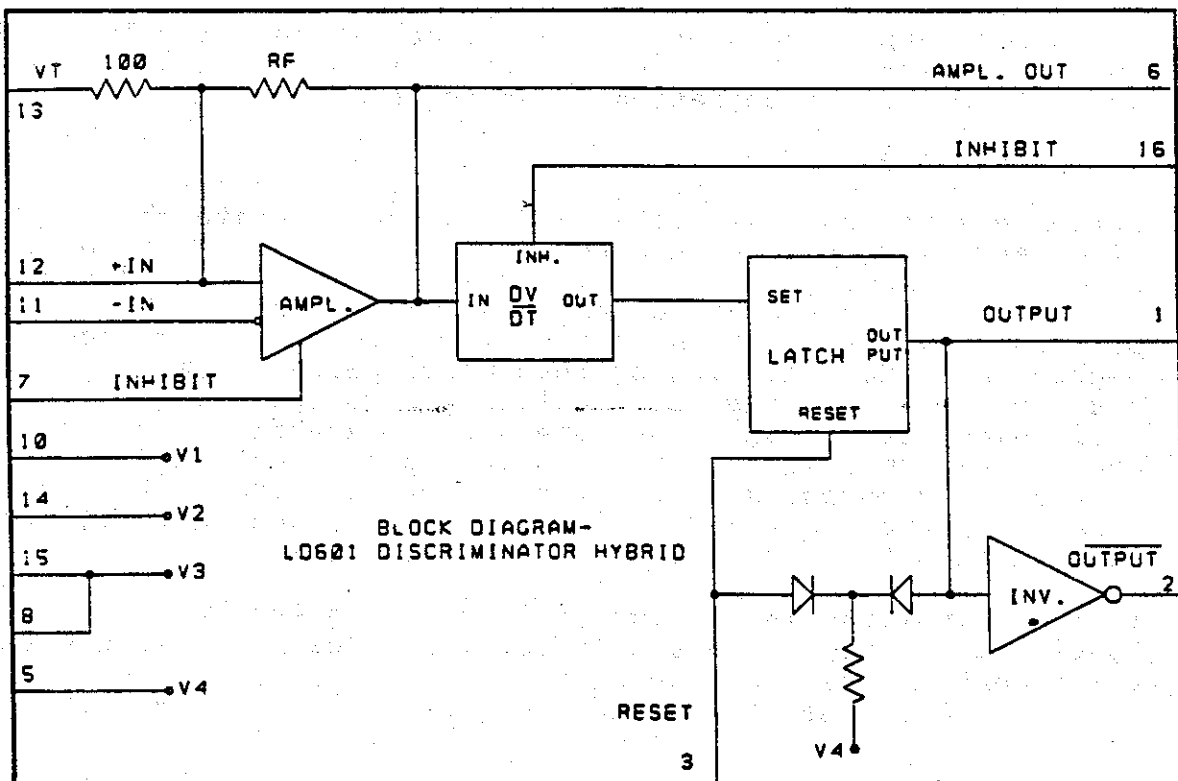 VT 100 RF AMPL. OUT 6
13
INHIBIT 16
12 +IN
11 -IN
AMPL.
INH.
IN DV OUT
DT
SET
LATCH OUT
PUT
RESET
OUTPUT 1
7 INHIBIT
10 V1
14 V2
15 V3
8
5 V4
BLOCK DIAGRAM-
LD601 DISCRIMINATOR HYBRID
OUTPUT
INV. 2
RESET
3
V4